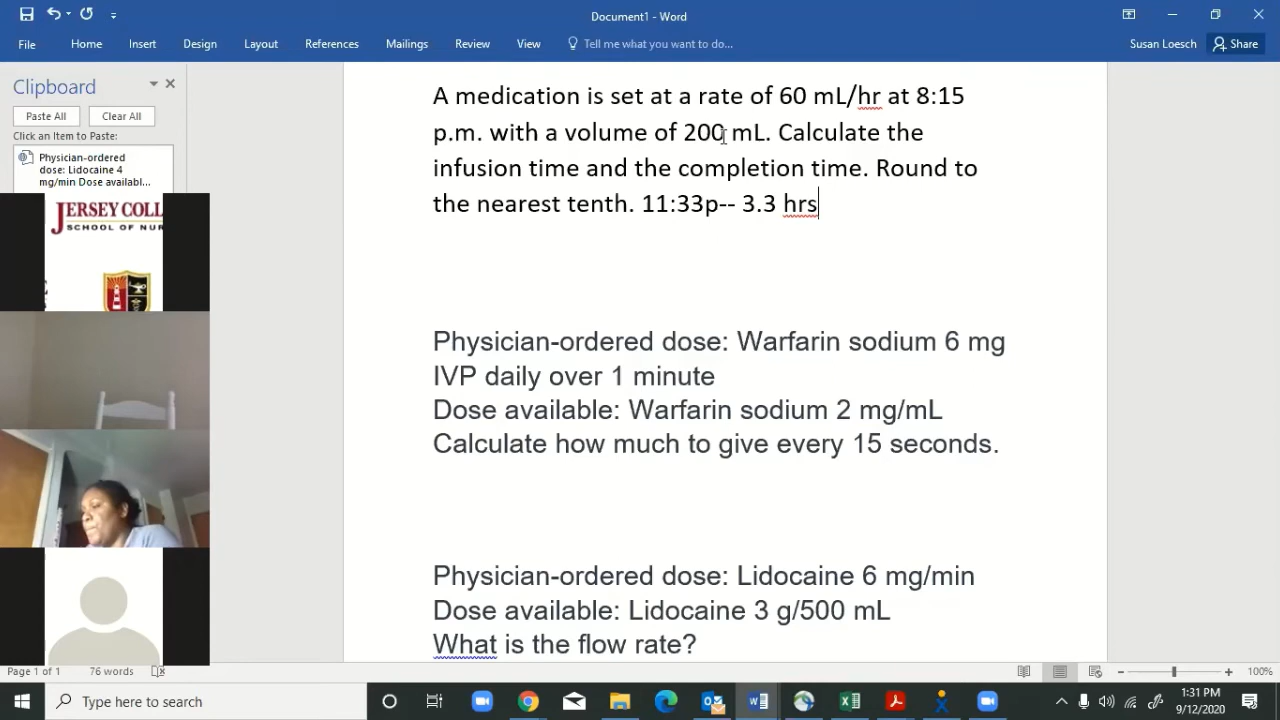 Document1 - Word
File Home Insert Design Layout References Mailings Review View Tell me what you want to do... Susan Loesch Share
Clipboard
Paste All Clear All
Click an Item to Paste:
Physician-ordered
dose: Lidocaine 4
mg/min Dose availabl...
JERSEY COLL
SCHOOL OF NUR
A medication is set at a rate of 60 mL/hr at 8:15
p.m. with a volume of 200 mL. Calculate the
infusion time and the completion time. Round to
the nearest tenth. 11:33p-- 3.3 hrs
Physician-ordered dose: Warfarin sodium 6 mg
IVP daily over 1 minute
Dose available: Warfarin sodium 2 mg/mL
Calculate how much to give every 15 seconds.
Physician-ordered dose: Lidocaine 6 mg/min
Dose available: Lidocaine 3 g/500 mL
What is the flow rate?
Page 1 of 1 76 words 100%
Type here to search
1:31 PM
9/12/2020